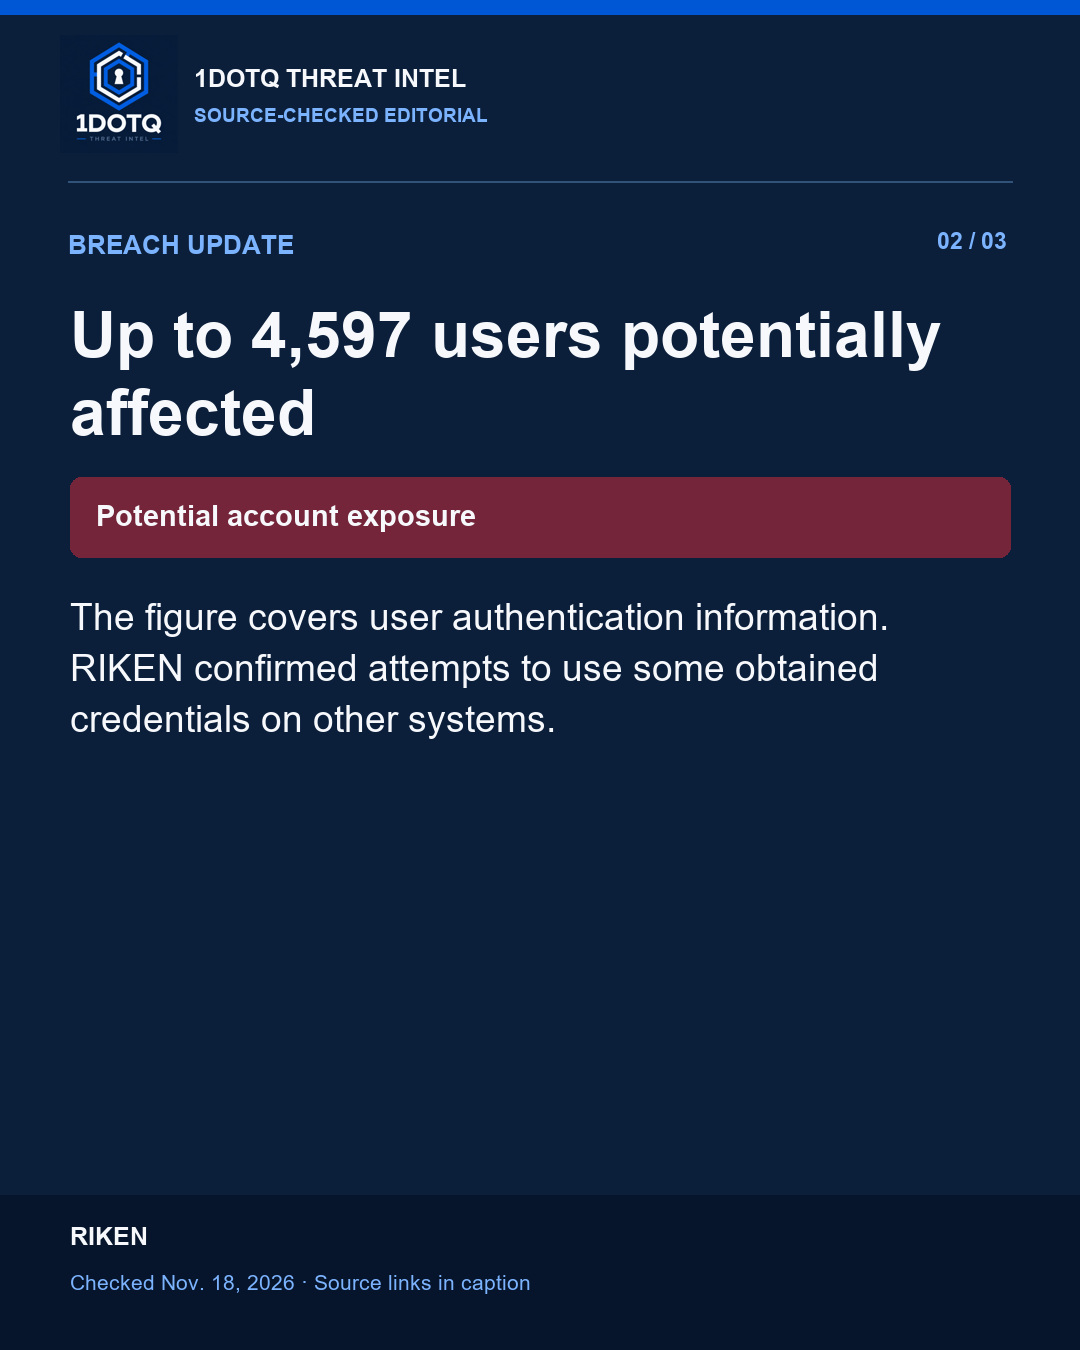 1DOTQ
THREAT INTEL
1DOTQ THREAT INTEL
SOURCE-CHECKED EDITORIAL
BREACH UPDATE
02 / 03
Up to 4,597 users potentially
affected
Potential account exposure
The figure covers user authentication information.
RIKEN confirmed attempts to use some obtained
credentials on other systems.
RIKEN
Checked Nov. 18, 2026 · Source links in caption